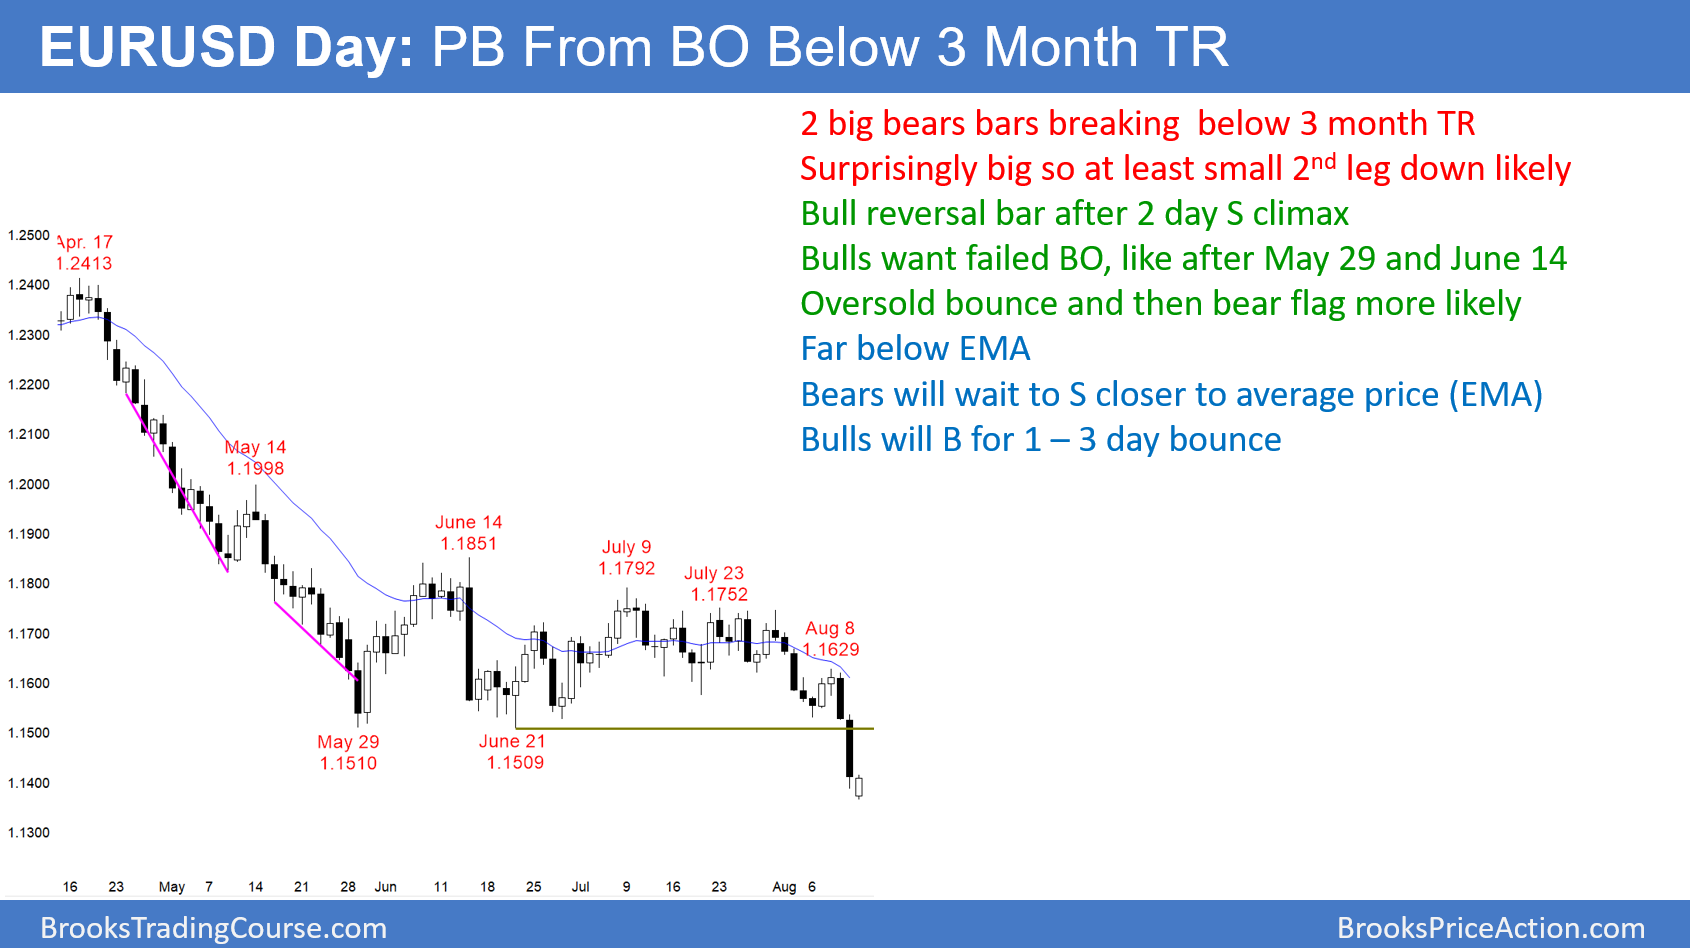 EURUSD Day: PB From BO Below 3 Month TR
2 big bears bars breaking below 3 month TR
Surprisingly big so at least small 2nd leg down likely
Bull reversal bar after 2 day S climax
Bulls want failed BO, like after May 29 and June 14
Oversold bounce and then bear flag more likely
Far below EMA
Bears will wait to S closer to average price (EMA)
Bulls will B for 1 – 3 day bounce
1.2500
1.2400
1.2300
1.2200
1.2100
1.2000
1.1900
1.1800
1.1700
1.1600
1.1500
1.1400
1.1300
Apr. 17
1.2413
May 14
1.1998
June 14
1.1851
July 9
1.1792
July 23
1.1752
Aug 8
1.1629
May 29
1.1510
June 21
1.1509
16 23 May 7 14 21 28 Jun 11 18 25 Jul 9 16 23 Aug 6
BrooksTradingCourse.com
BrooksPriceAction.com